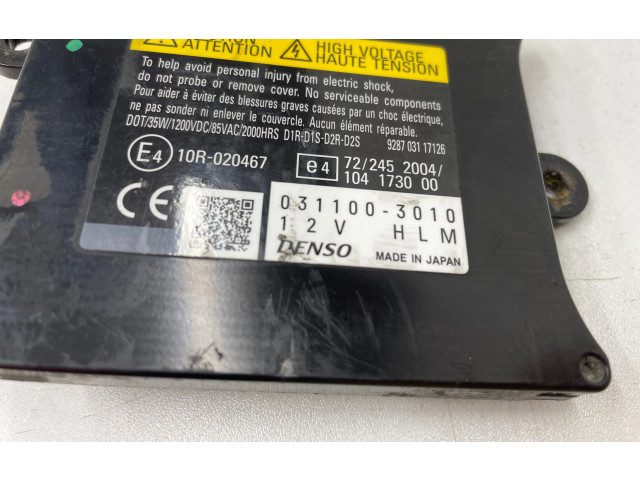 HIGH VOLTAGE
ATTENTION HAUTE TENSION
To help avoid personal injury from electric shock,
do not probe or remove cover. No serviceable components
Pour aider à éviter des blessures graves causées par un choc électrique,
ne pas sonder ni enlever le couvercle. Aucun élément réparable.
DOT/35W/1200VDC/85VAC/2000HRS D1R-D1S-D2R-D2S 9287 031 17126
E4 10R-020467 e4 72/245 2004/
104 1730 00
CE
031100-3010
12V HLM
DENSO MADE IN JAPAN